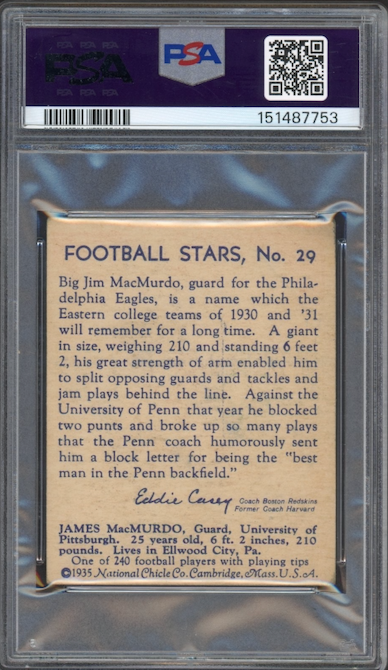 PSA PSA PSA
PSA
PSA PSA PSA
PSA
151487753
FOOTBALL STARS, No. 29
Big Jim MacMurdo, guard for the Phila-
delphia Eagles, is a name which the
Eastern college teams of 1930 and '31
will remember for a long time. A giant
in size, weighing 210 and standing 6 feet
2, his great strength of arm enabled him
to split opposing guards and tackles and
jam plays behind the line. Against the
University of Penn that year he blocked
two punts and broke up so many plays
that the Penn coach humorously sent
him a block letter for being the "best
man in the Penn backfield."
Eddie Casey Coach Boston Redskins
Former Coach Harvard
JAMES MacMURDO, Guard, University of
Pittsburgh. 25 years old, 6 ft. 2 inches, 210
pounds. Lives in Ellwood City, Pa.
One of 240 football players with playing tips
©1935 National Chicle Co. Cambridge, Mass. U.S.A.